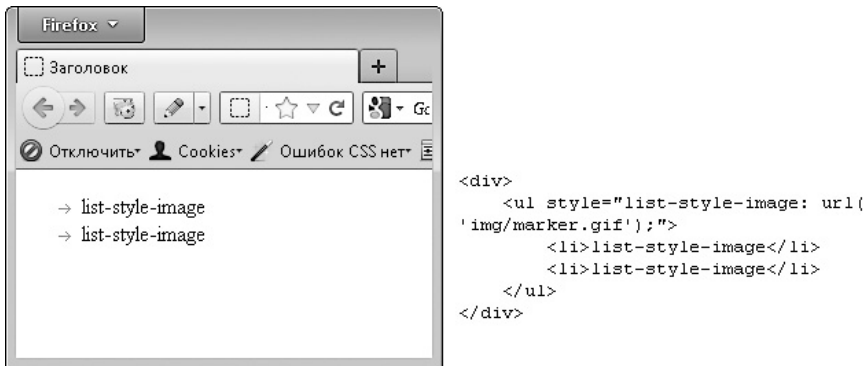 Firefox
Заголовок
+
Отключить Cookies Ошибок CSS нет
→ list-style-image
→ list-style-image
<div>
<ul style="list-style-image: url(
'img/marker.gif');">
<li>list-style-image</li>
<li>list-style-image</li>
</ul>
</div>